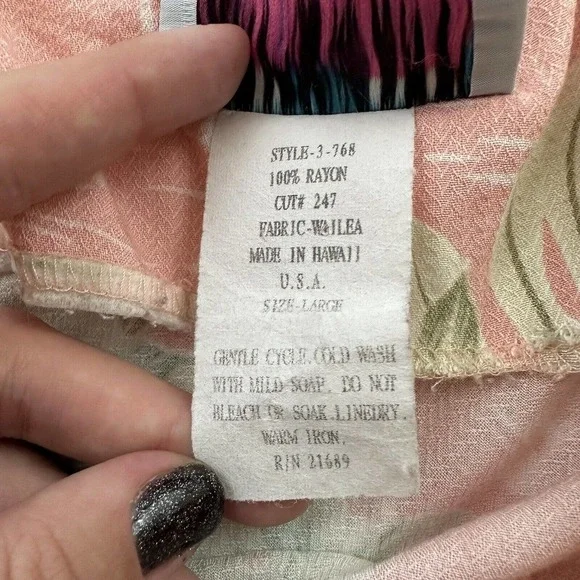 STYLE-3-768
100% RAYON
CUT# 247
FABRIC-WAILEA
MADE IN HAWAII
U.S.A.
SIZE-LARGE
GENTLE CYCLE.COLD WASH
WITH MILD SOAP. DO NOT
BLEACH OR SOAK.LINEDRY.
WARM IRON.
R/N 21689